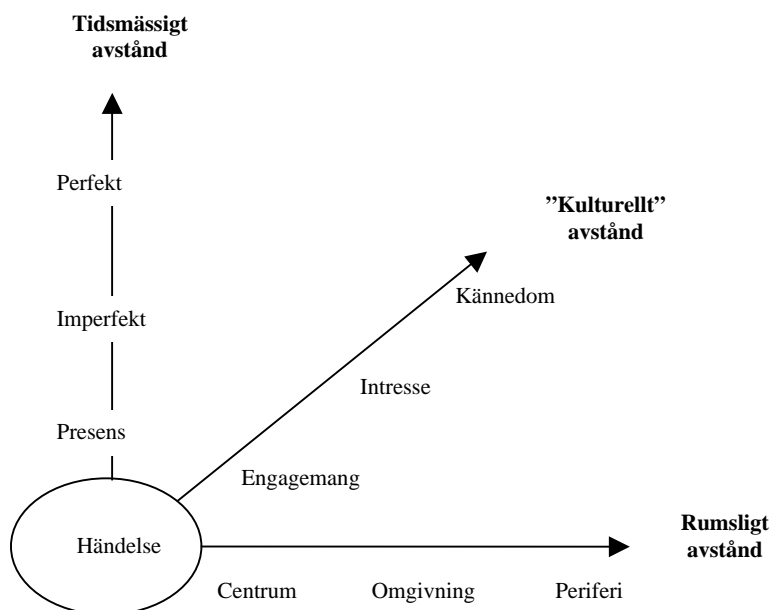 Tidsmässigt
avstånd
Perfekt
”Kulturellt”
avstånd
Kännedom
Imperfekt
Intresse
Presens
Engagemang
Rumsligt
avstånd
Händelse
Centrum Omgivning Periferi